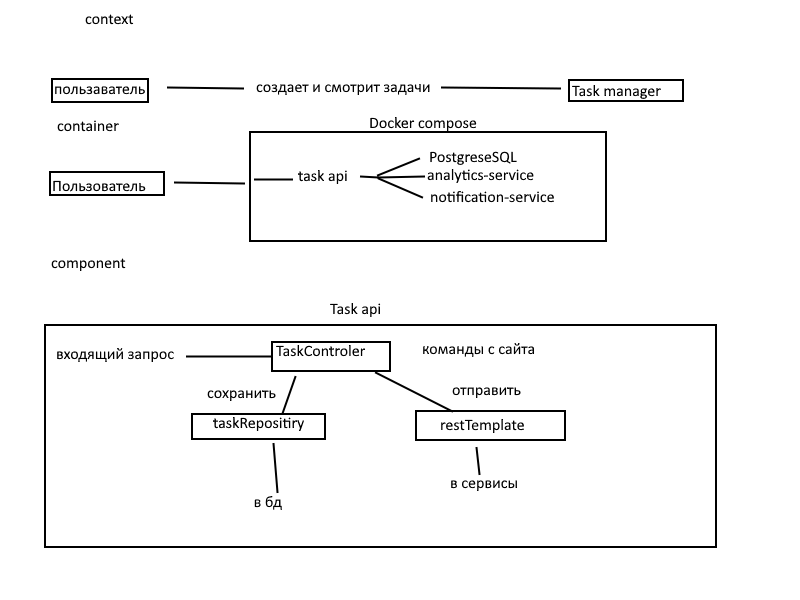 context
пользаватель
создает и смотрит задачи
Task manager
container
Docker compose
Пользователь
task api
PostgreseSQL
analytics-service
notification-service
component
Task api
входящий запрос
TaskControler
команды с сайта
сохранить
отправить
taskRepositiry
restTemplate
в сервисы
в бд